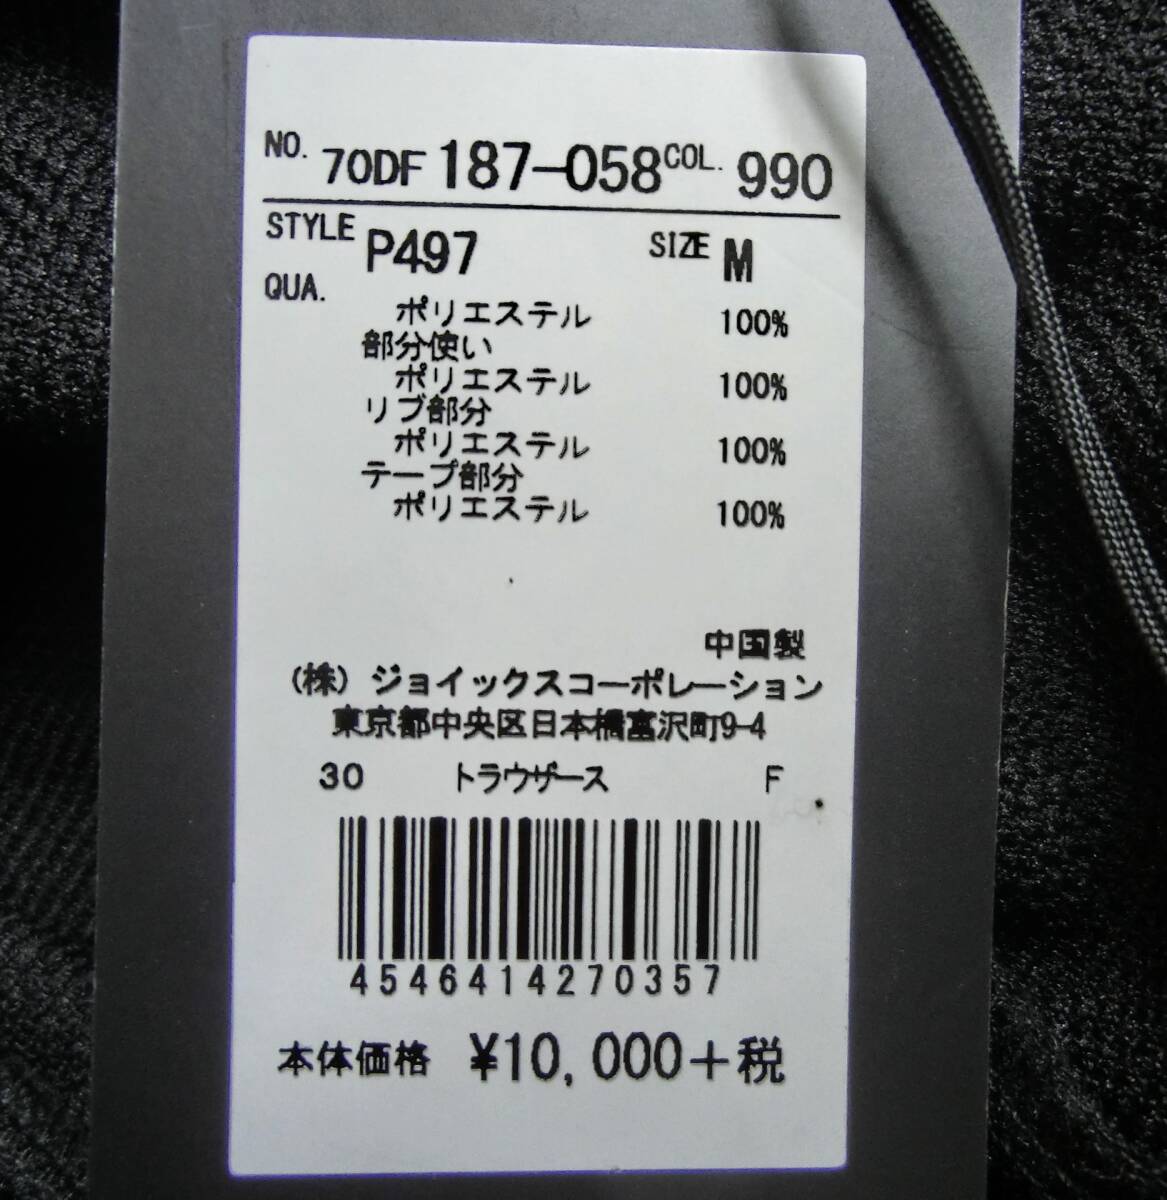 NO. 70DF 187-058 COL. 990
STYLE P497 SIZE M
QUA.
ポリエステル 100%
部分使い
ポリエステル 100%
リブ部分
ポリエステル 100%
テープ部分
ポリエステル 100%
中国製
(株) ジョイックスコーポレーション
東京都中央区日本橋富沢町9-4
30 トラウザース F
4546414270357
本体価格 ¥10,000+税